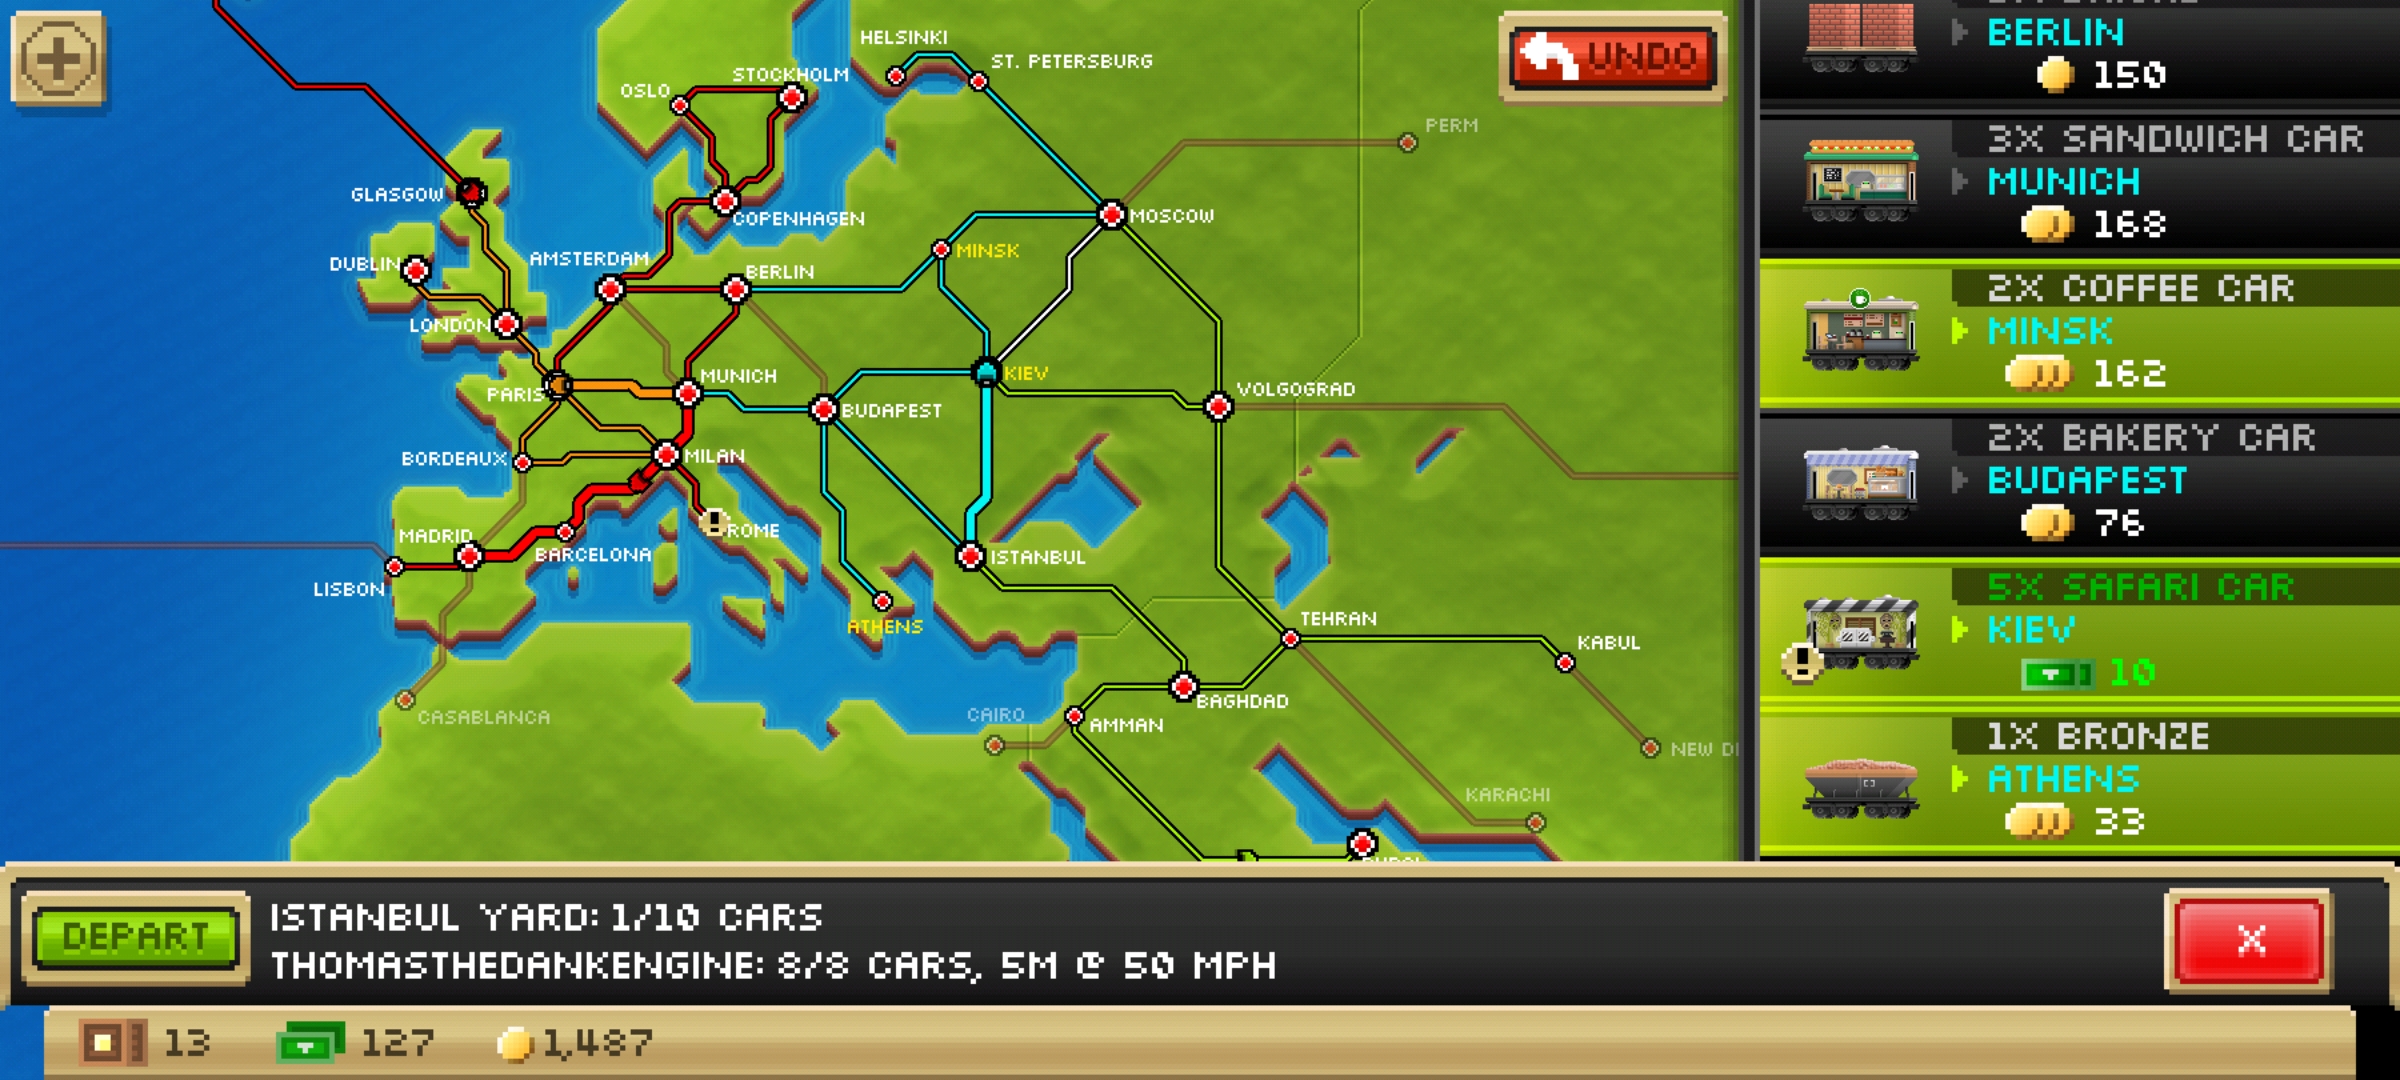 HELSINKI
ST. PETERSBURG
UNDO
STOCKHOLM
OSLO
PERM
GLASGOW
COPENHAGEN
MOSCOW
DUBLIN
AMSTERDAM
BERLIN
MINSK
LONDON
PARIS
MUNICH
KIEV
VOLGOGRAD
BUDAPEST
BORDEAUX
MILAN
MADRID
ROME
BARCELONA
ISTANBUL
LISBON
ATHENS
TEHRAN
KABUL
CASABLANCA
CAIRO
AMMAN
BAGHDAD
NEW D
KARACHI
BERLIN
150
3X SANDWICH CAR
MUNICH
168
2X COFFEE CAR
MINSK
162
2X BAKERY CAR
BUDAPEST
76
5X SAFARI CAR
KIEV
10
1X BRONZE
ATHENS
33
DEPART
ISTANBUL YARD: 1/10 CARS
THOMASTHEDANKENGINE: 8/8 CARS, 5M @ 50 MPH
X
13
127
1,487